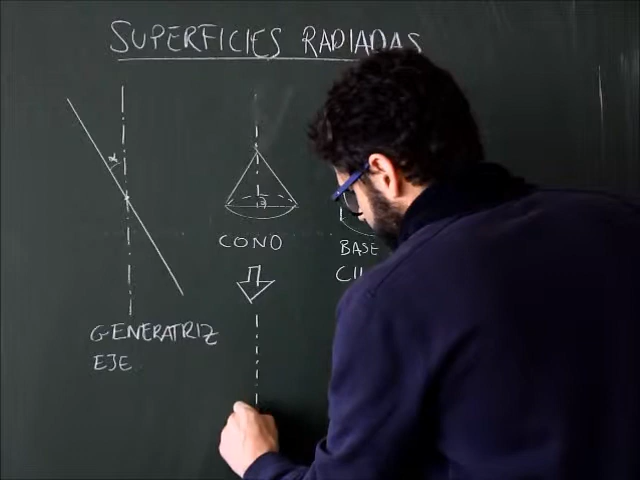 SUPERFICIES RADIADAS
α
CONO
BASE
GENERATRIZ
EJE